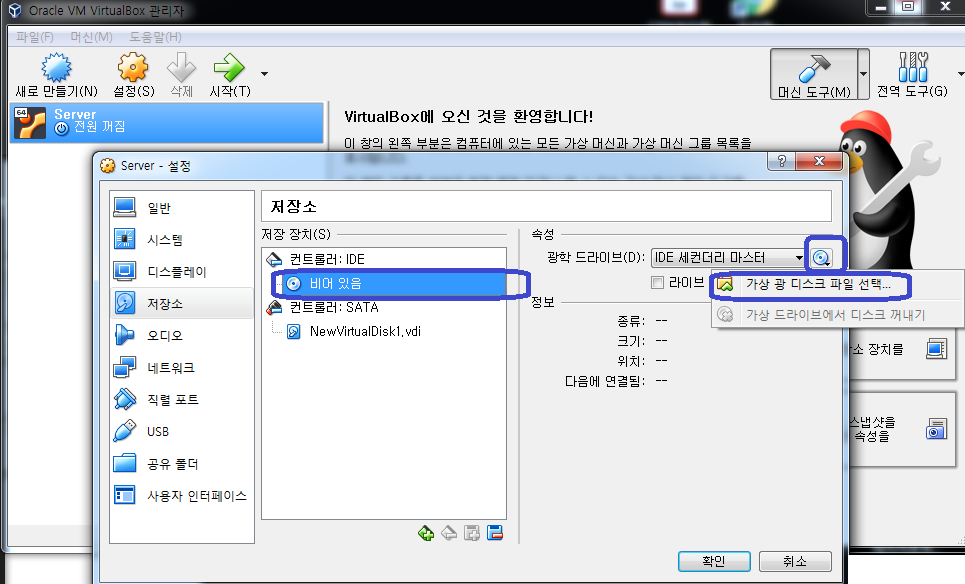 Oracle VM VirtualBox 관리자
파일(F) 머신(M) 도움말(H)
새로 만들기(N) 설정(S) 삭제 시작(T) 머신 도구(M) 전역 도구(G)
64
Server
전원 꺼짐
VirtualBox에 오신 것을 환영합니다!
이 창의 왼쪽 부분은 컴퓨터에 있는 모든 가상 머신과 가상 머신 그룹 목록을
Server - 설정
일반
시스템
디스플레이
저장소
오디오
네트워크
직렬 포트
USB
공유 폴더
사용자 인터페이스
저장소
저장 장치(S)
컨트롤러: IDE
비어 있음
컨트롤러: SATA
NewVirtualDisk1.vdi
속성
광학 드라이브(D): IDE 세컨더리 마스터
라이브
가상 광 디스크 파일 선택...
가상 드라이브에서 디스크 꺼내기
정보
종류: --
크기: --
위치: --
다음에 연결됨: --
장치를
스냅샷을
속성을
확인 취소